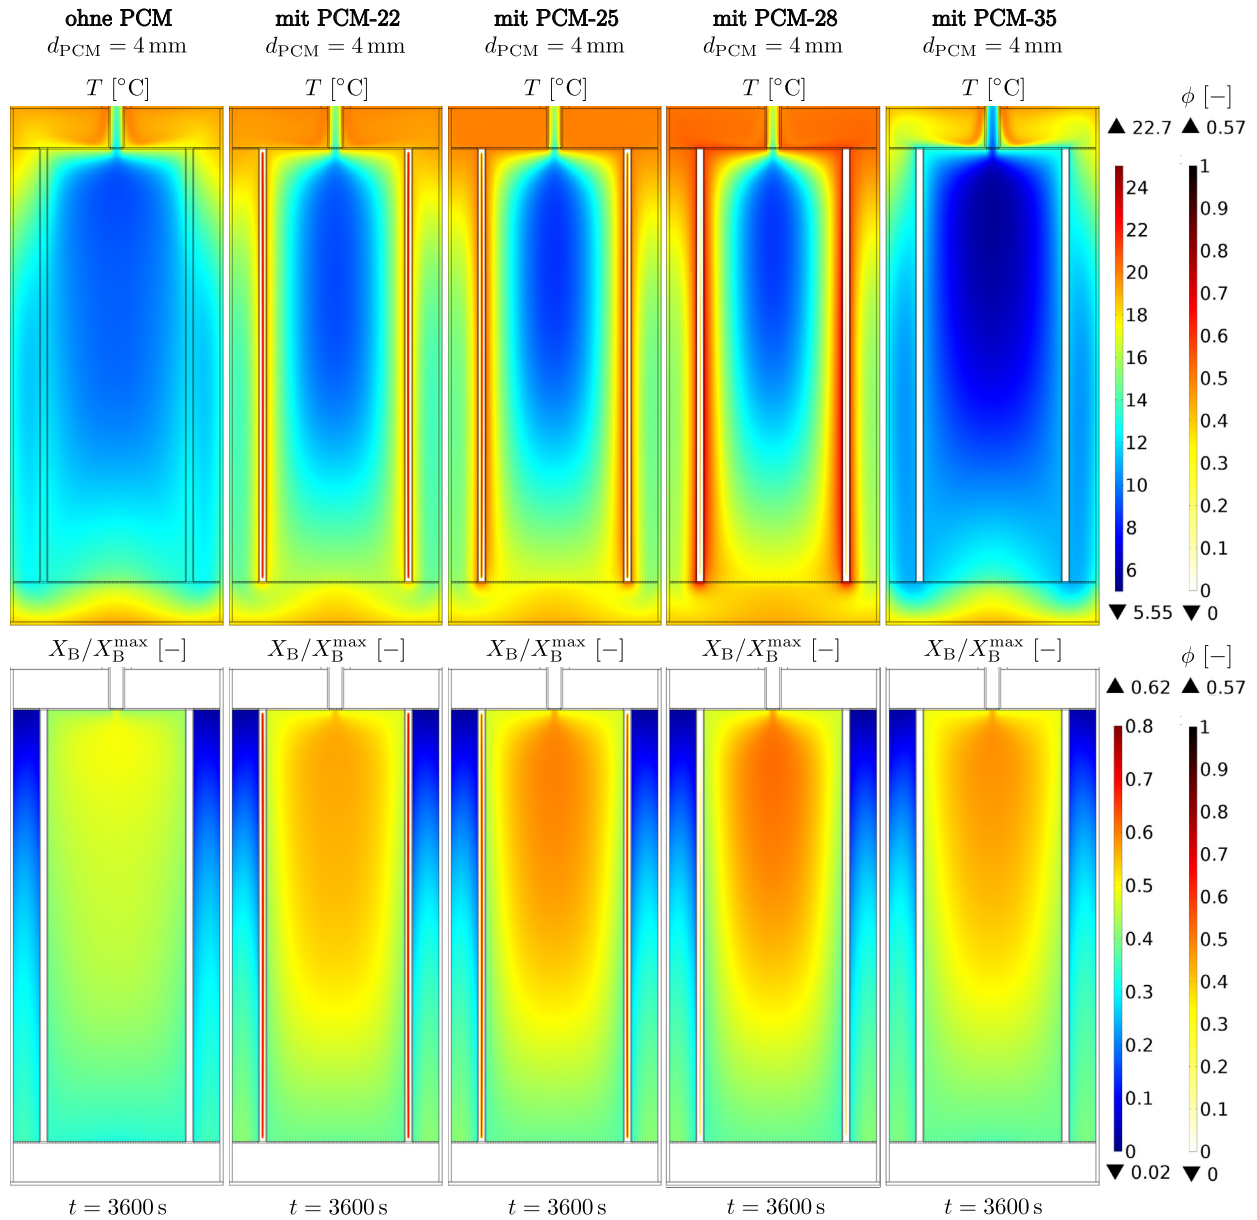 ohne PCM mit PCM-22 mit PCM-25 mit PCM-28 mit PCM-35
d_PCM = 4 mm d_PCM = 4 mm d_PCM = 4 mm d_PCM = 4 mm d_PCM = 4 mm
T [°C] T [°C] T [°C] T [°C] T [°C] ϕ [−]
▲ 22.7 ▲ 0.57
24 1
22 0.9
20 0.8
18 0.7
16 0.6
14 0.5
12 0.4
10 0.3
8 0.2
6 0.1
0
▼ 5.55 ▼ 0
X_B/X_B^max [−] X_B/X_B^max [−] X_B/X_B^max [−] X_B/X_B^max [−] X_B/X_B^max [−] ϕ [−]
▲ 0.62 ▲ 0.57
0.8 1
0.7 0.9
0.6 0.8
0.5 0.7
0.4 0.6
0.3 0.5
0.2 0.4
0.1 0.3
0 0.2
0.1
0
▼ 0.02 ▼ 0
t = 3600 s t = 3600 s t = 3600 s t = 3600 s t = 3600 s